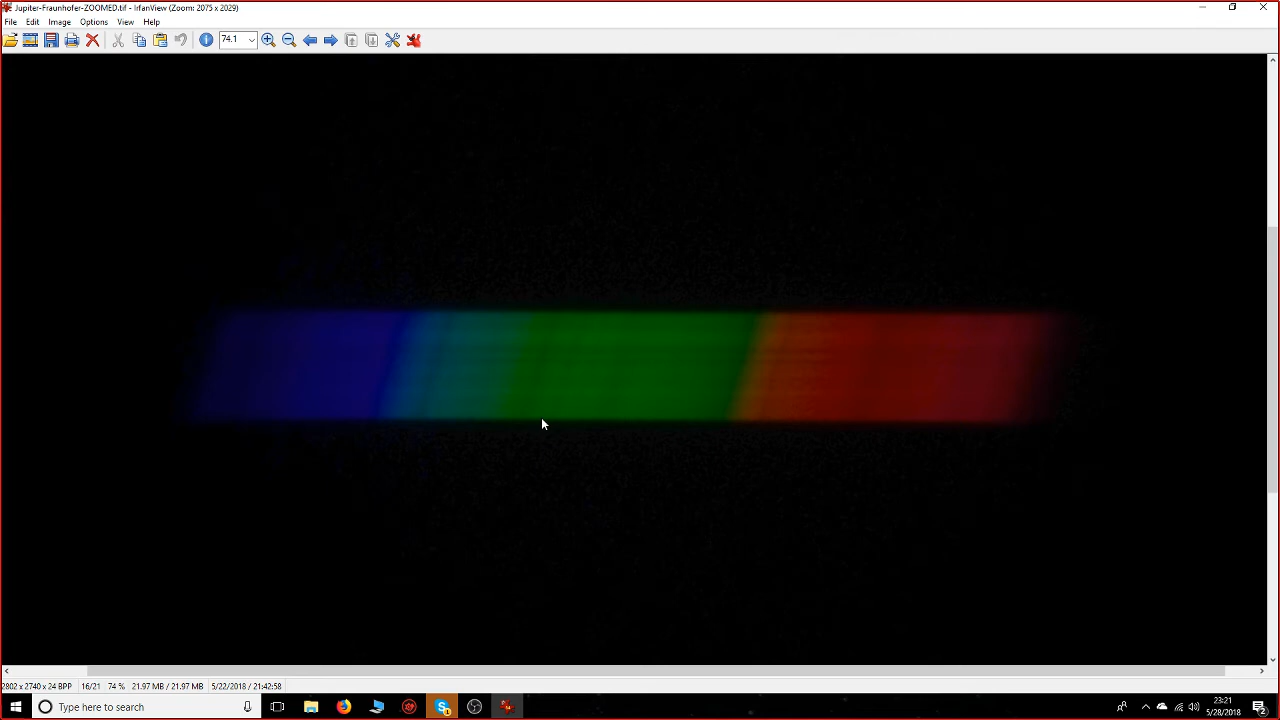 Jupiter-Fraunhofer-ZOOMED.tif - IrfanView (Zoom: 2075 x 2029)
File Edit Image Options View Help
74.1
2802 x 2740 x 24 BPP 16/21 74 % 21.97 MB / 21.97 MB 5/22/2018 / 21:42:58
Type here to search
23:21
5/28/2018
2